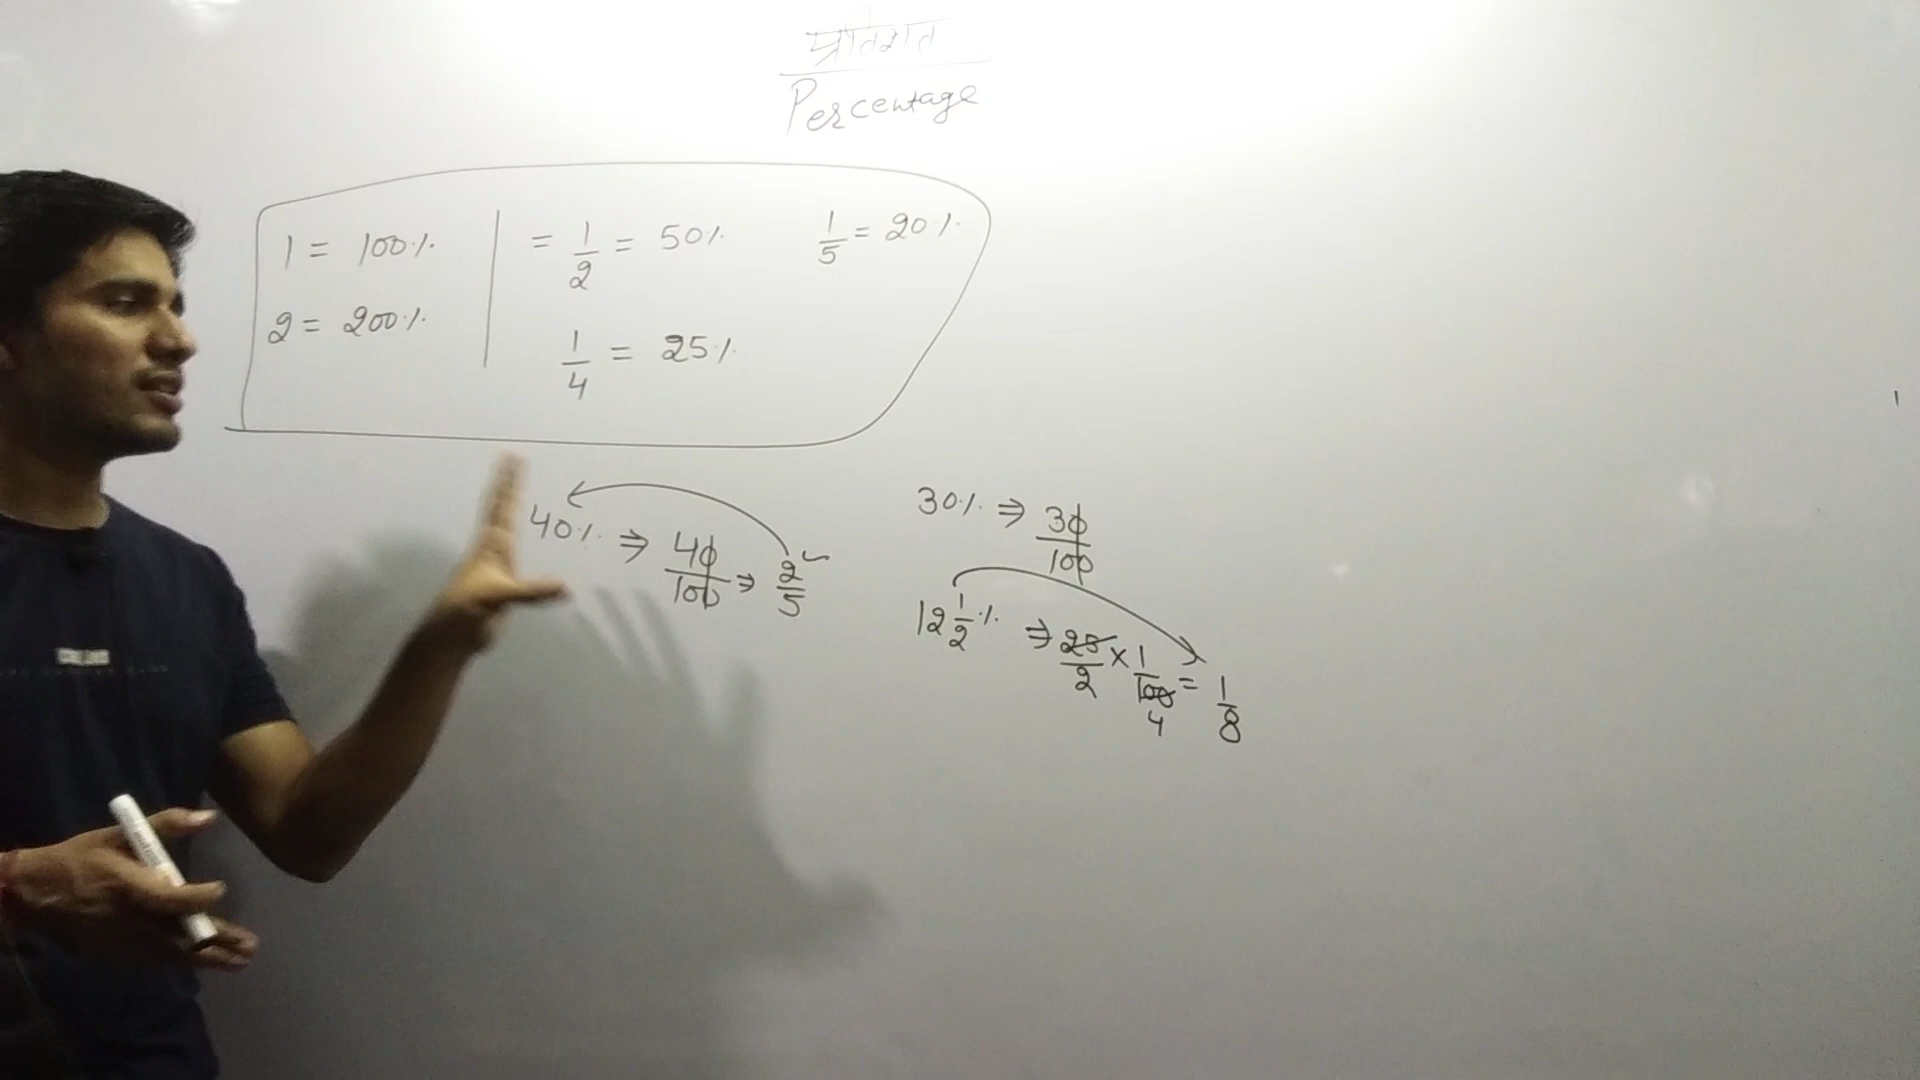 प्रतिशत
Percentage
1 = 100%
2 = 200%
= 1/2 = 50%
1/4 = 25%
1/5 = 20%
40% ⇒ 40/100 ⇒ 2/5
30% ⇒ 30/100
12 1/2 % ⇒ 25/2 × 1/100 = 1/8
4